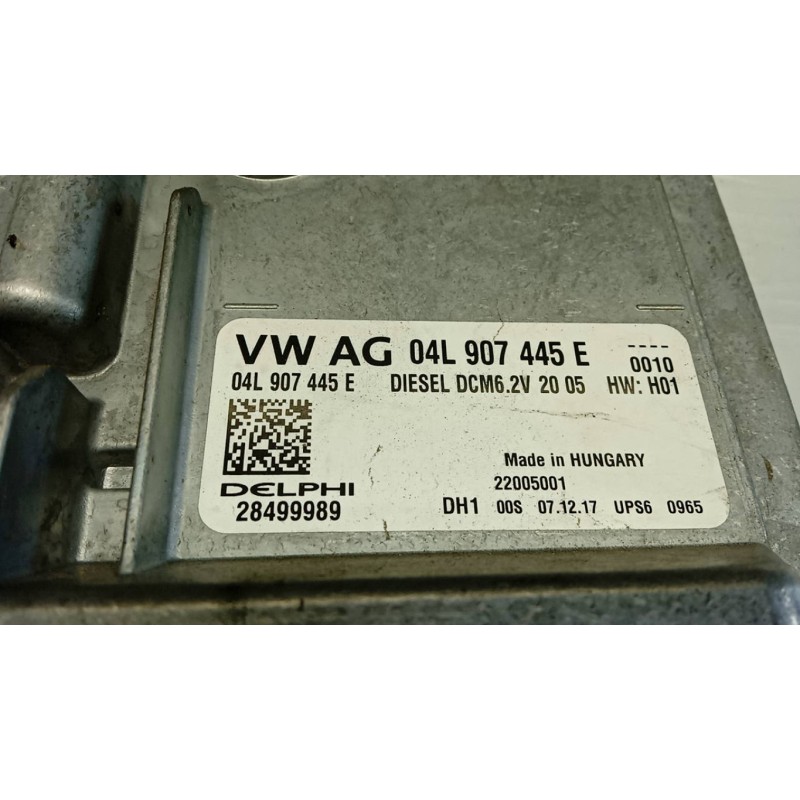 VW AG 04L 907 445 E ----
0010
04L 907 445 E DIESEL DCM6.2V 20 05 HW: H01
Made in HUNGARY
22005001
DELPHI
28499989 DH1 00S 07.12.17 UPS6 0965